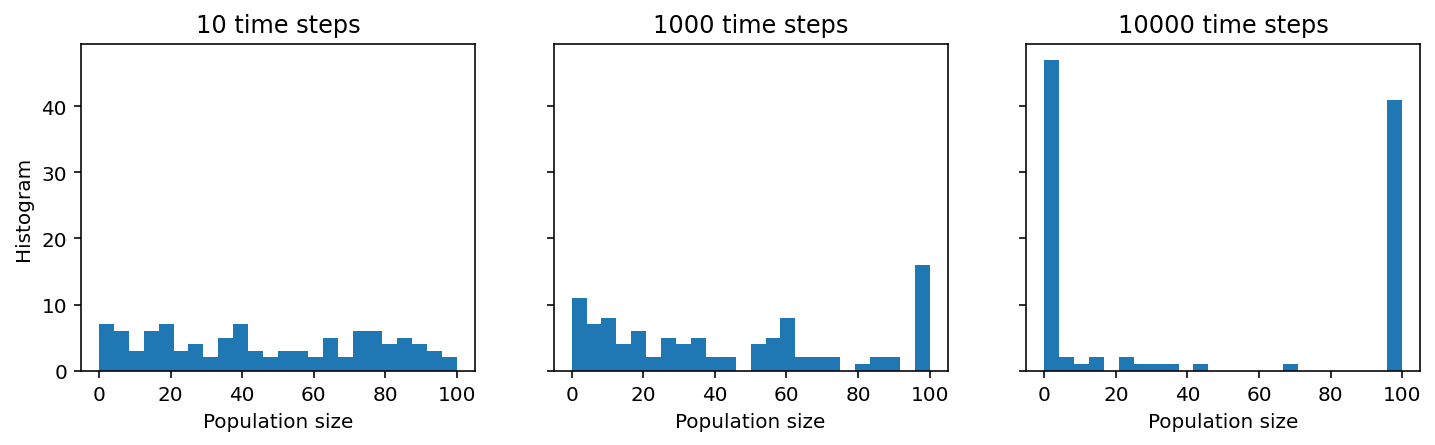 10 time steps
1000 time steps
10000 time steps
Histogram
40
30
20
10
0
0 20 40 60 80 100
0 20 40 60 80 100
0 20 40 60 80 100
Population size
Population size
Population size